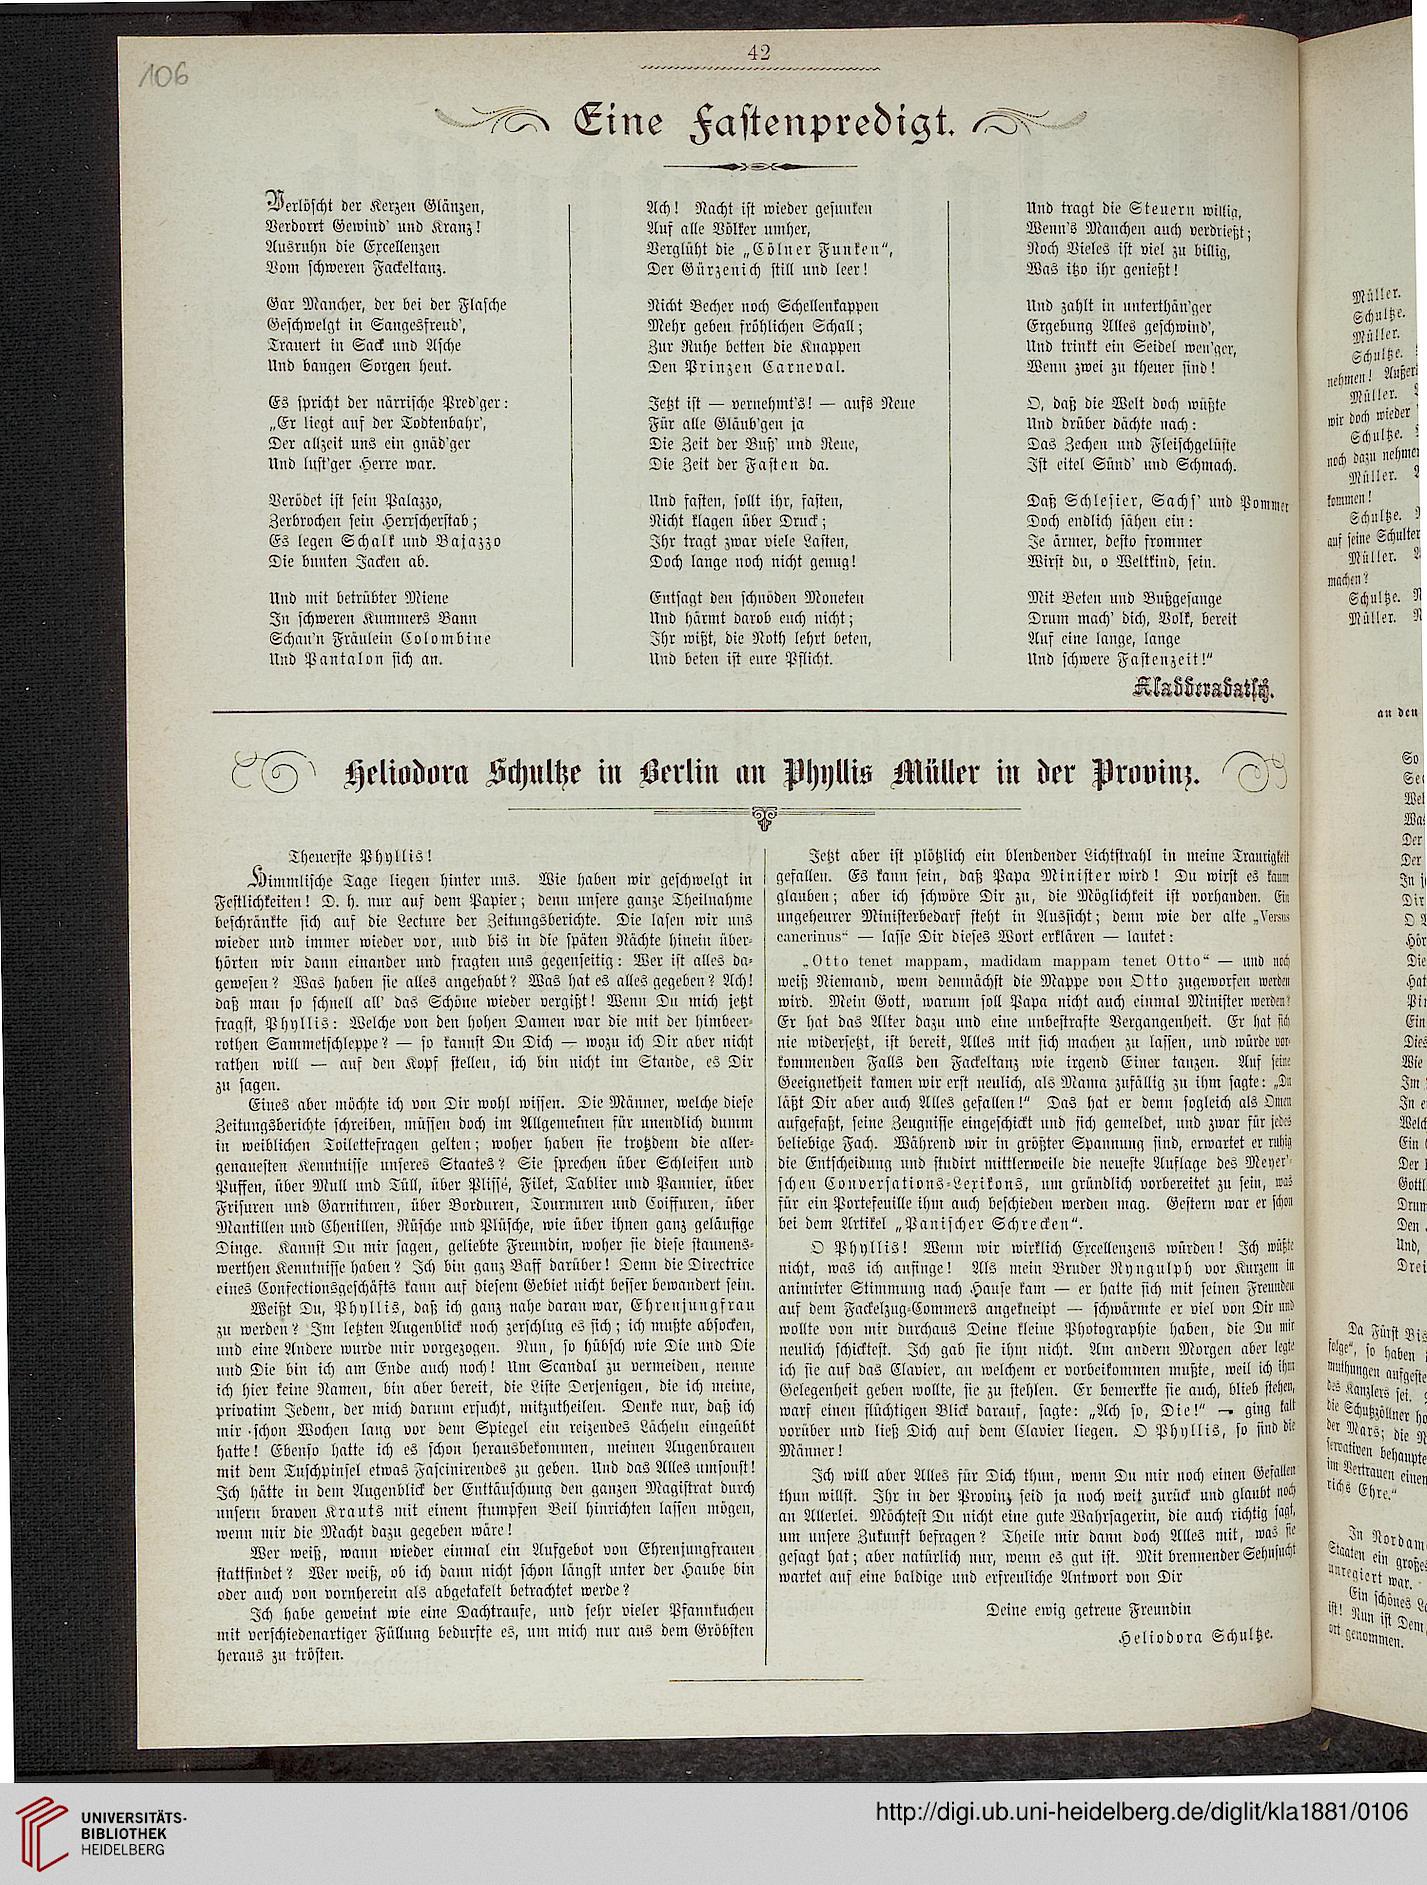 106
42
Eine Fastenpredigt.
Verlöscht der Kerzen Glänzen,
Verdorrt Gewind' und Kranz!
Ausruhn die Excellenzen
Vom schweren Fackeltanz.
Gar Mancher, der bei der Flasche
Geschwelgt in Sangesfreud',
Trauert in Sack und Asche
Und bangen Sorgen heut.
Es spricht der närrische Pred'ger:
„Er liegt auf der Todtenbahr',
Der allzeit uns ein gnäd'ger
Und lust'ger Herre war.
Verödet ist sein Palazzo,
Zerbrochen sein Herrscherstab;
Es legen Schalk und Bajazzo
Die bunten Jacken ab.
Und mit betrübter Miene
In schweren Kummers Bann
Schau'n Fräulein Colombine
Und Pantalon sich an.
Ach! Nacht ist wieder gesunken
Auf alle Völker umher,
Verglüht die „Cölner Funken",
Der Gürzenich still und leer!
Nicht Becher noch Schellenkappen
Mehr geben fröhlichen Schall;
Zur Ruhe betten die Knappen
Den Prinzen Carneval.
Jetzt ist — vernehmt's! — aufs Neue
Für alle Gläub'gen ja
Die Zeit der Buß' und Reue,
Die Zeit der Fasten da.
Und fasten, sollt ihr, fasten,
Nicht klagen über Druck;
Ihr tragt zwar viele Lasten,
Doch lange noch nicht genug!
Entsagt den schnöden Moneten
Und härmt darob euch nicht;
Ihr wißt, die Noth lehrt beten,
Und beten ist eure Pflicht.
Und tragt die Steuern willig,
Wenn's Manchen auch verdrießt;
Noch Vieles ist viel zu billig,
Was itzo ihr genießt!
Und zahlt in unterthän'ger
Ergebung Alles geschwind',
Und trinkt ein Seidel wen'ger,
Wenn zwei zu theuer sind!
O, daß die Welt doch wüßte
Und drüber dächte nach:
Das Zechen und Fleischgelüste
Ist eitel Sünd' und Schmach.
Daß Schlesier, Sachs' und Pommer
Doch endlich sähen ein:
Je ärmer, desto frommer
Wirst du, o Weltkind, sein.
Mit Beten und Bußgesange
Drum mach' dich, Volk, bereit
Auf eine lange, lange
Und schwere Fastenzeit!"
Kladderadatsch.
Heliodora Schultze in Berlin an Phyllis Müller in der Provinz.
Theuerste Phyllis!
Himmlische Tage liegen hinter uns. Wie haben wir geschwelgt in
Festlichkeiten! D. h. nur auf dem Papier; denn unsere ganze Theilnahme
beschränkte sich auf die Lecture der Zeitungsberichte. Die lasen wir uns
wieder und immer wieder vor, und bis in die späten Nächte hinein über-
hörten wir dann einander und fragten uns gegenseitig: Wer ist alles da-
gewesen? Was haben sie alles angehabt? Was hat es alles gegeben? Ach!
daß man so schnell all' das Schöne wieder vergißt! Wenn Du mich jetzt
fragst, Phyllis: Welche von den hohen Damen war die mit der himbeer-
rothen Sammetschleppe? — so kannst Du Dich — wozu ich Dir aber nicht
rathen will — auf den Kopf stellen, ich bin nicht im Stande, es Dir
zu sagen.
Eines aber möchte ich von Dir wohl wissen. Die Männer, welche diese
Zeitungsberichte schreiben, müssen doch im Allgemeinen für unendlich dumm
in weiblichen Toilettefragen gelten; woher haben sie trotzdem die aller-
genauesten Kenntnisse unseres Staates? Sie sprechen über Schleifen und
Puffen, über Mull und Tüll, über Plissé, Filet, Tablier und Pannier, über
Frisuren und Garnituren, über Borduren, Tournuren und Coiffuren, über
Mantillen und Chenillen, Rüsche und Plüsche, wie über ihnen ganz geläufige
Dinge. Kannst Du mir sagen, geliebte Freundin, woher sie diese staunens-
werthen Kenntnisse haben? Ich bin ganz Baff darüber! Denn die Directrice
eines Confectionsgeschäfts kann auf diesem Gebiet nicht besser bewandert sein.
Weißt Du, Phyllis, daß ich ganz nahe daran war, Ehrenjungfrau
zu werden? Im letzten Augenblick noch zerschlug es sich; ich mußte absocken,
und eine Andere wurde mir vorgezogen. Nun, so hübsch wie Die und Die
und Die bin ich am Ende auch noch! Um Scandal zu vermeiden, nenne
ich hier keine Namen, bin aber bereit, die Liste Derjenigen, die ich meine,
privatim Jedem, der mich darum ersucht, mitzutheilen. Denke nur, daß ich
mir schon Wochen lang vor dem Spiegel ein reizendes Lächeln eingeübt
hatte! Ebenso hatte ich es schon herausbekommen, meinen Augenbrauen
mit dem Tuschpinsel etwas Fascinirendes zu geben. Und das Alles umsonst!
Ich hätte in dem Augenblick der Enttäuschung den ganzen Magistrat durch
unsern braven Krauts mit einem stumpfen Beil hinrichten lassen mögen,
wenn mir die Macht dazu gegeben wäre!
Wer weiß, wann wieder einmal ein Aufgebot von Ehrenjungfrauen
stattfindet? Wer weiß, ob ich dann nicht schon längst unter der Haube bin
oder auch von vornherein als abgetakelt betrachtet werde?
Ich habe geweint wie eine Dachtraufe, und sehr vieler Pfannkuchen
mit verschiedenartiger Füllung bedurfte es, um mich nur aus dem Gröbsten
heraus zu trösten.
Jetzt aber ist plötzlich ein blendender Lichtstrahl in meine Traurigkeit
gefallen. Es kann sein, daß Papa Minister wird! Du wirst es kaum
glauben; aber ich schwöre Dir zu, die Möglichkeit ist vorhanden. Ein
ungeheurer Ministerbedarf steht in Aussicht; denn wie der alte „Versus
cancrinus" — lasse Dir dieses Wort erklären — lautet:
„Otto tenet mappam, madidam mappam tenet Otto" — und noch
weiß Niemand, wem demnächst die Mappe von Otto zugeworfen werden
wird. Mein Gott, warum soll Papa nicht auch einmal Minister werden?
Er hat das Alter dazu und eine unbestrafte Vergangenheit. Er hat sich
nie widersetzt, ist bereit, Alles mit sich machen zu lassen, und würde vor-
kommenden Falls den Fackeltanz wie irgend Einer tanzen. Auf seine
Geeignetheit kamen wir erst neulich, als Mama zufällig zu ihm sagte: „Du
läßt Dir aber auch Alles gefallen!" Das hat er denn sogleich als Omen
aufgefaßt, seine Zeugnisse eingeschickt und sich gemeldet, und zwar für jedes
beliebige Fach. Während wir in größter Spannung sind, erwartet er ruhig
die Entscheidung und studirt mittlerweile die neueste Auflage des Meyer'-
schen Conversations-Lexikons, um gründlich vorbereitet zu sein, was
für ein Portefeuille ihm auch beschieden werden mag. Gestern war er schon
bei dem Artikel „Panischer Schrecken".
O Phyllis! Wenn wir wirklich Excellenzens würden! Ich wüßte
nicht, was ich anfinge! Als mein Bruder Ryngulph vor Kurzem in
animirter Stimmung nach Hause kam — er hatte sich mit seinen Freunden
auf dem Fackelzug-Commers angekneipt — schwärmte er viel von Dir und
wollte von mir durchaus Deine kleine Photographie haben, die Du mir
neulich schicktest. Ich gab sie ihm nicht. Am andern Morgen aber legte
ich sie auf das Clavier, an welchem er vorbeikommen mußte, weil ich ihm
Gelegenheit geben wollte, sie zu stehlen. Er bemerkte sie auch, blieb stehen,
warf einen flüchtigen Blick darauf, sagte: „Ach so, Die!" — ging kalt
vorüber und ließ Dich auf dem Clavier liegen. O Phyllis, so sind die
Männer!
Ich will aber Alles für Dich thun, wenn Du mir noch einen Gefallen
thun willst. Ihr in der Provinz seid ja noch weit zurück und glaubt noch
an Allerlei. Möchtest Du nicht eine gute Wahrsagerin, die auch richtig sagt,
um unsere Zukunft befragen? Theile mir dann doch Alles mit, was sie
gesagt hat; aber natürlich nur, wenn es gut ist. Mit brennender Sehnsucht
wartet auf eine baldige und erfreuliche Antwort von Dir
Deine ewig getreue Freundin
Heliodora Schultze.
Müller.
Schultze.
Müller.
Schultze.
nehmen!
Müller.
wir doch wieder
Schultze.
noch dazu
Müller.
kommen!
Schultze.
auf seine
Müller.
machen?
Schultze.
Müller.
an den
UNIVERSITÄTS-
BIBLIOTHEK
HEIDELBERG
http://digi.ub.uni-heidelberg.de/diglit/kla1881/0106